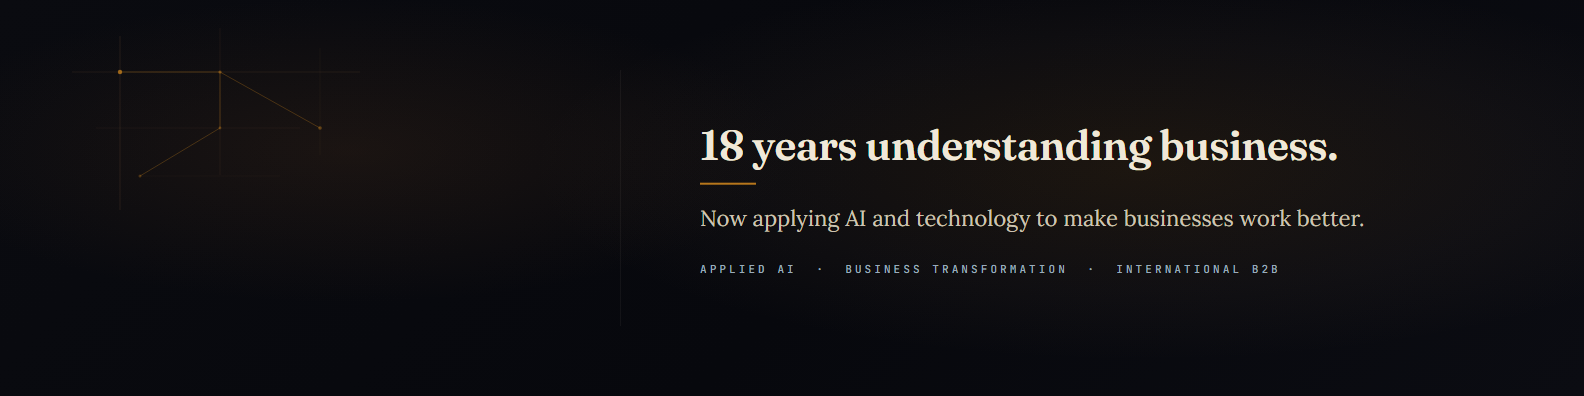 18 years understanding business.
Now applying AI and technology to make businesses work better.
APPLIED AI · BUSINESS TRANSFORMATION · INTERNATIONAL B2B